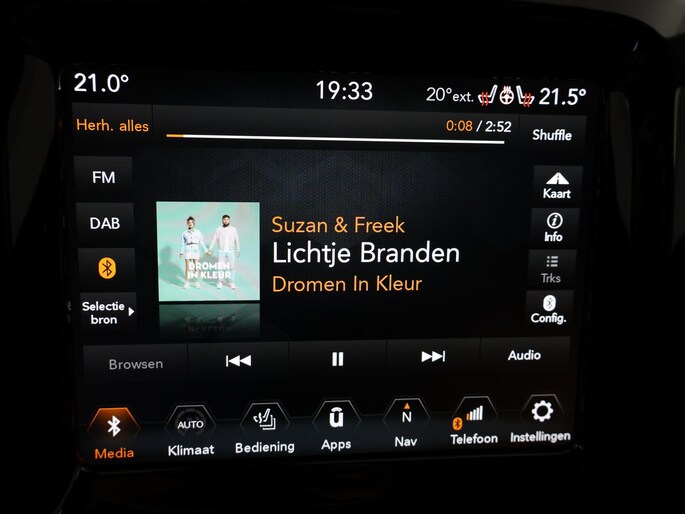 21.0°
19:33
20°ext.
21.5°
Herh. alles
0:08 / 2:52
Shuffle
FM
Kaart
DAB
Suzan & Freek
Info
Lichtje Branden
DROMEN
IN KLEUR
Dromen In Kleur
Trks
Selectie
bron
Config.
Browsen
Audio
AUTO
N
Media
Klimaat
Bediening
Apps
Nav
Telefoon
Instellingen